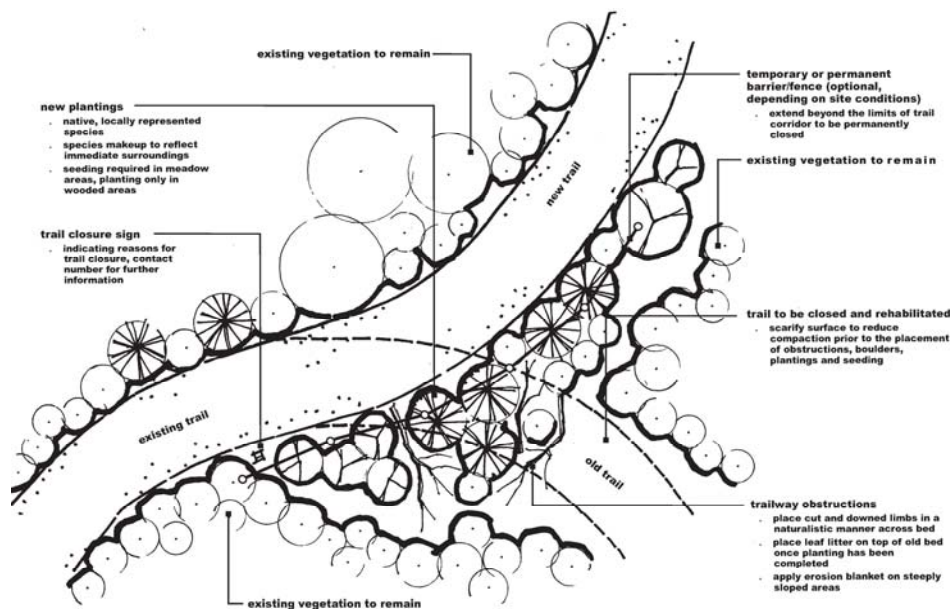 existing vegetation to remain
new plantings
. native, locally represented
species
. species makeup to reflect
immediate surroundings
. seeding required in meadow
areas, planting only in
wooded areas
trail closure sign
. indicating reasons for
trail closure, contact
number for further
information
new trail
existing trail
old trail
temporary or permanent
barrier/fence (optional,
depending on site conditions)
. extend beyond the limits of trail
corridor to be permanently
closed
existing vegetation to remain
trail to be closed and rehabilitated
. scarify surface to reduce
compaction prior to the placement
of obstructions, boulders,
plantings and seeding
trailway obstructions
. place cut and downed limbs in a
naturalistic manner across bed
. place leaf litter on top of old bed
once planting has been
completed
. apply erosion blanket on steeply
sloped areas
existing vegetation to remain